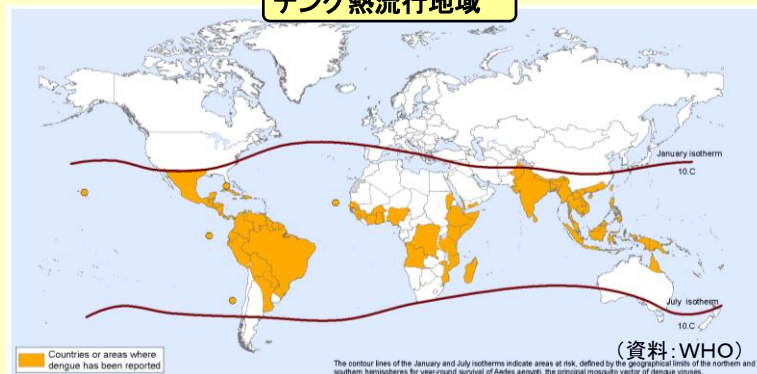 デング熱流行地域
January isotherm
10.C
July isotherm
10.C
(資料:WHO)
Countries or areas where
dengue has been reported
The contour lines of the January and July isotherms indicate areas at risk, defined by the geographical limits of the northern and
southern hemispheres for year-round survival of Aedes aegypti, the principal mosquito vector of dengue viruses.